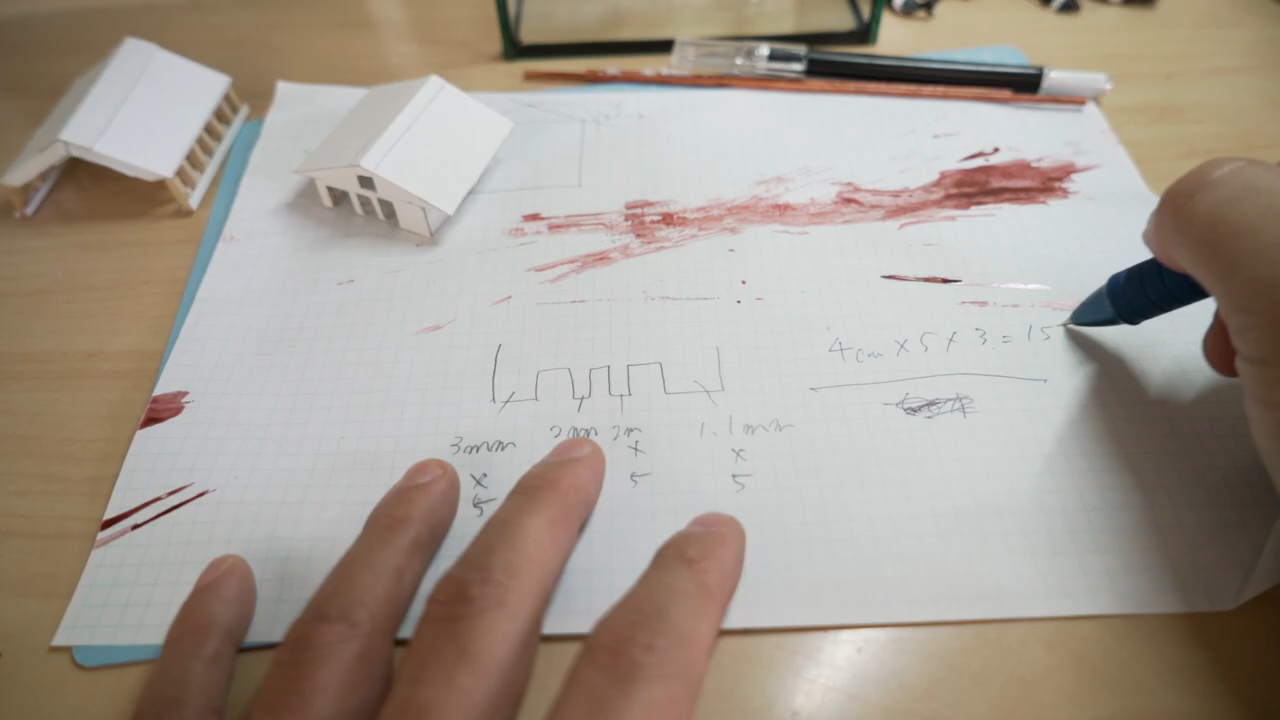 4cm x 5 x 3 = 15
3mm 2mm 2m 1.1mm
x x x
5 5 5